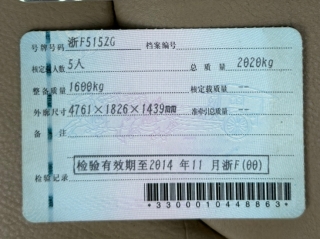 号牌号码 浙F515ZG 档案编号
核定载人数 5人 总质量 2020kg
整备质量 1600kg 核定载质量 --
外廓尺寸 4761×1826×1439mm 准牵引总质量 --
备注
检验有效期至2014年11月浙F(00)
检验记录
*3300010448863*